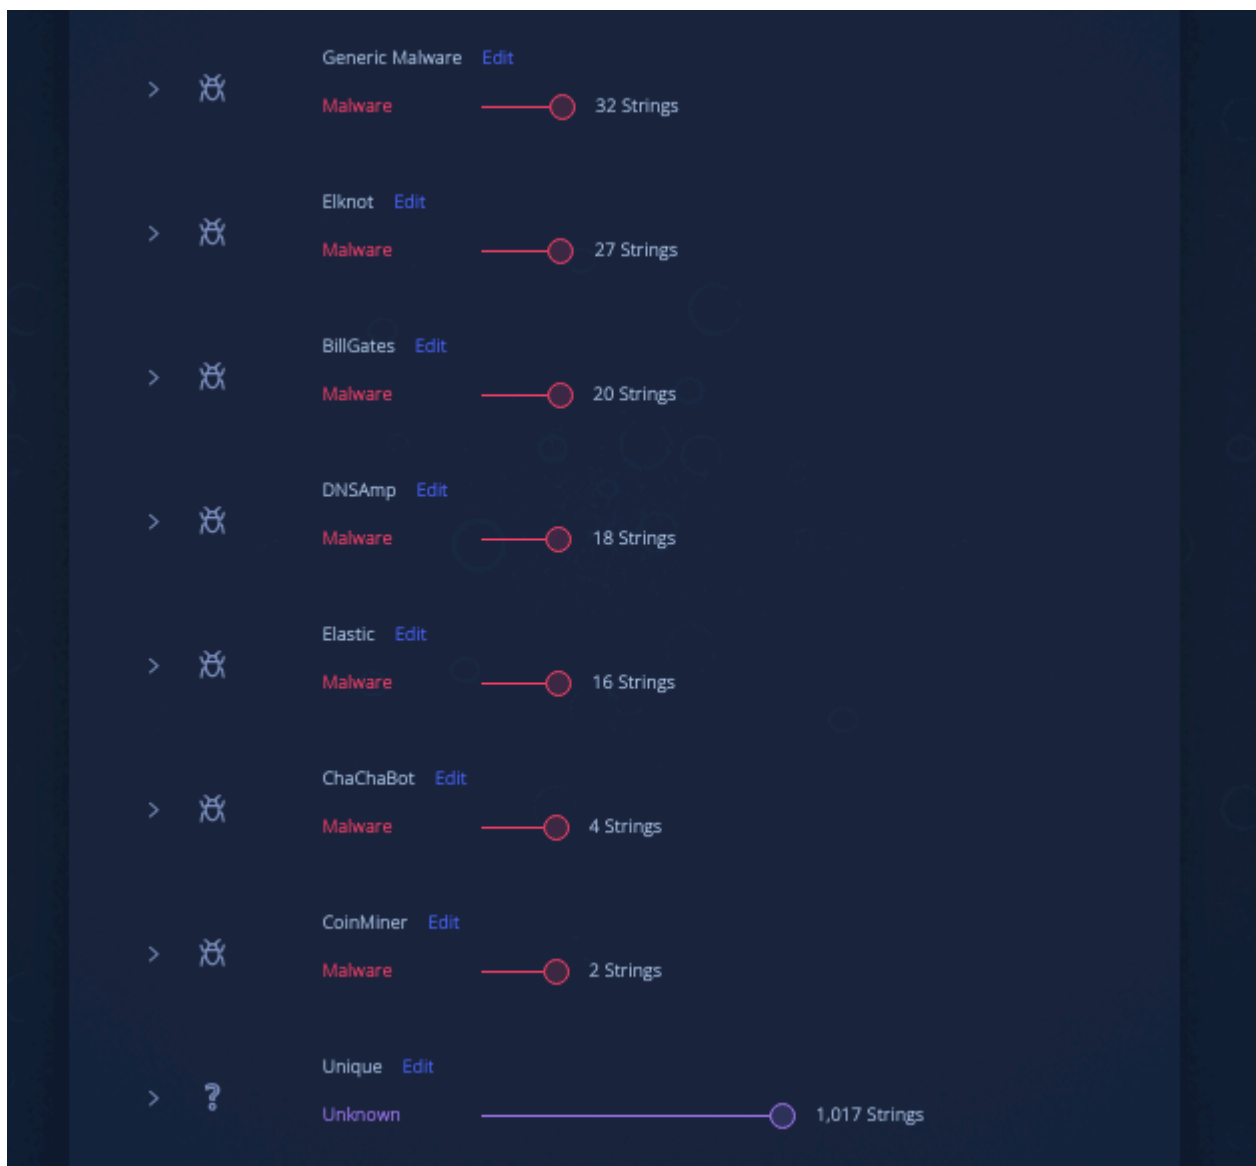 Generic Malware Edit
Malware 32 Strings
Elknot Edit
Malware 27 Strings
BillGates Edit
Malware 20 Strings
DNSAmp Edit
Malware 18 Strings
Elastic Edit
Malware 16 Strings
ChaChaBot Edit
Malware 4 Strings
CoinMiner Edit
Malware 2 Strings
Unique Edit
Unknown 1,017 Strings